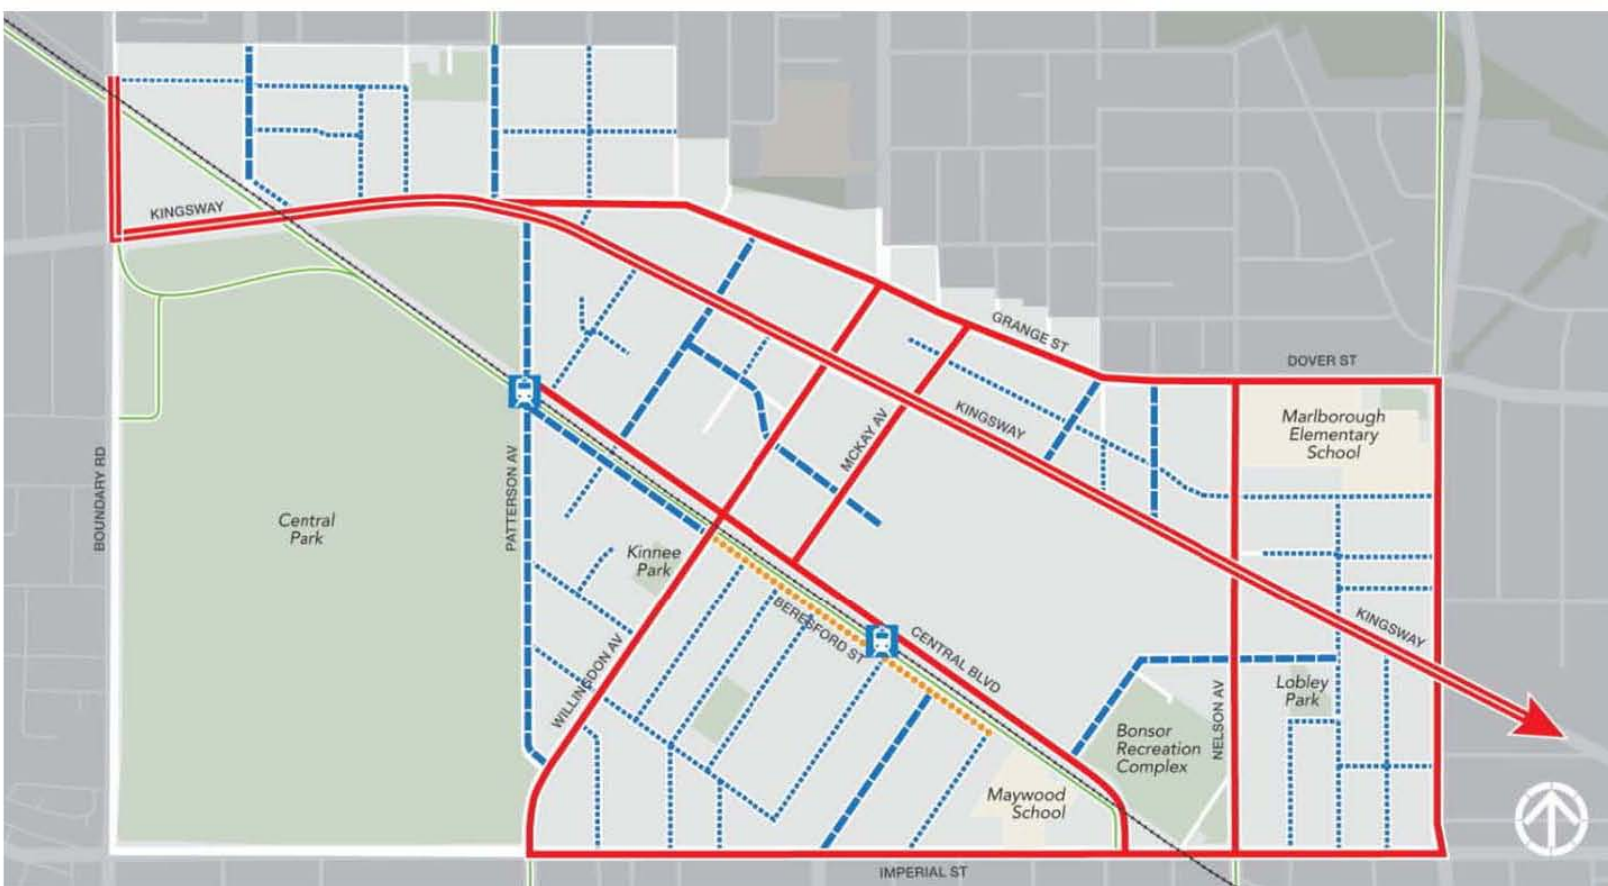 KINGSWAY
GRANGE ST
DOVER ST
Marlborough
Elementary
School
KINGSWAY
MCKAY AV
BOUNDARY RD
PATTERSON AV
Central
Park
Kinnee
Park
BERESFORD ST
CENTRAL BLVD
WILLINGDON AV
KINGSWAY
Lobley
Park
NELSON AV
Bonsor
Recreation
Complex
Maywood
School
IMPERIAL ST